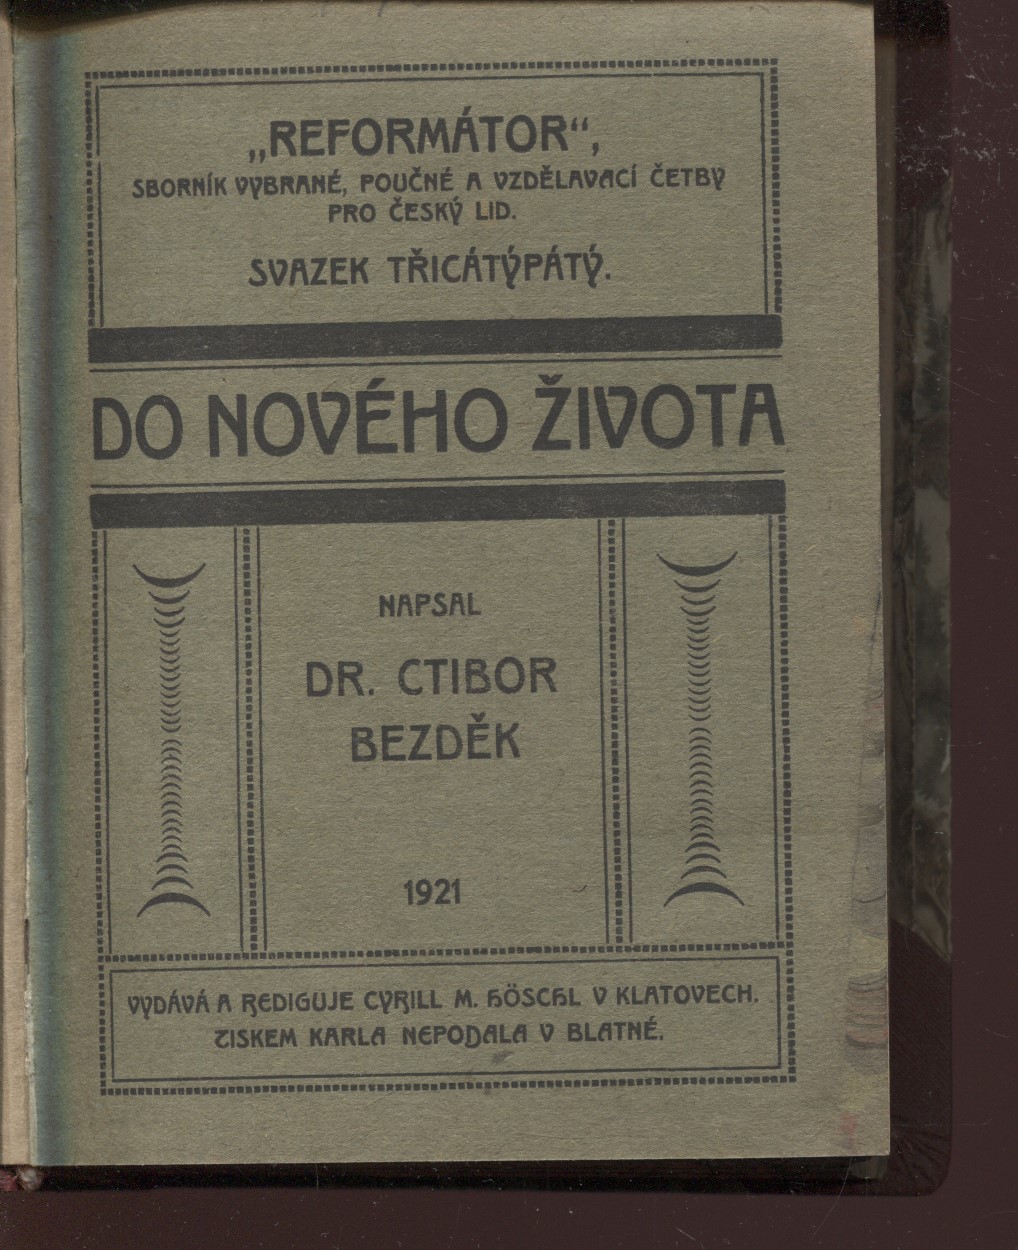 „REFORMÁTOR“,
SBORNÍK VYBRANÉ, POUČNÉ A VZDĚLAVACÍ ČETBY
PRO ČESKÝ LID.
SVAZEK TŘICÁTÝPÁTÝ.
DO NOVÉHO ŽIVOTA
NAPSAL
DR. CTIBOR
BEZDĚK
1921
VYDÁVÁ A REDIGUJE CYRILL M. HÖSCHL V KLATOVECH.
TISKEM KARLA NEPODALA V BLATNÉ.